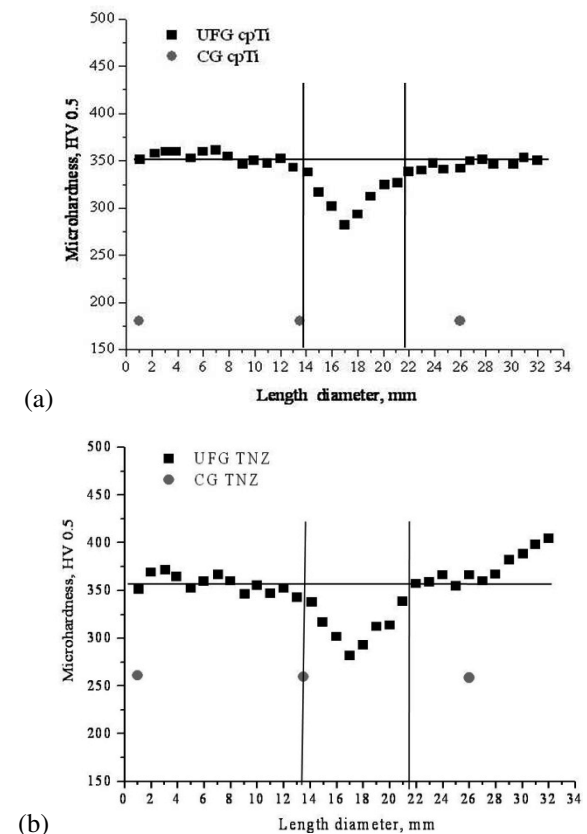 500
UFG cpTi
CG cpTi
450
400
350
300
250
200
150
Microhardness, HV 0.5
0 2 4 6 8 10 12 14 16 18 20 22 24 26 28 30 32 34
Length diameter, mm
(a)
500
UFG TNZ
CG TNZ
450
400
350
300
250
200
150
Microhardness, HV 0.5
0 2 4 6 8 10 12 14 16 18 20 22 24 26 28 30 32 34
Length diameter, mm
(b)